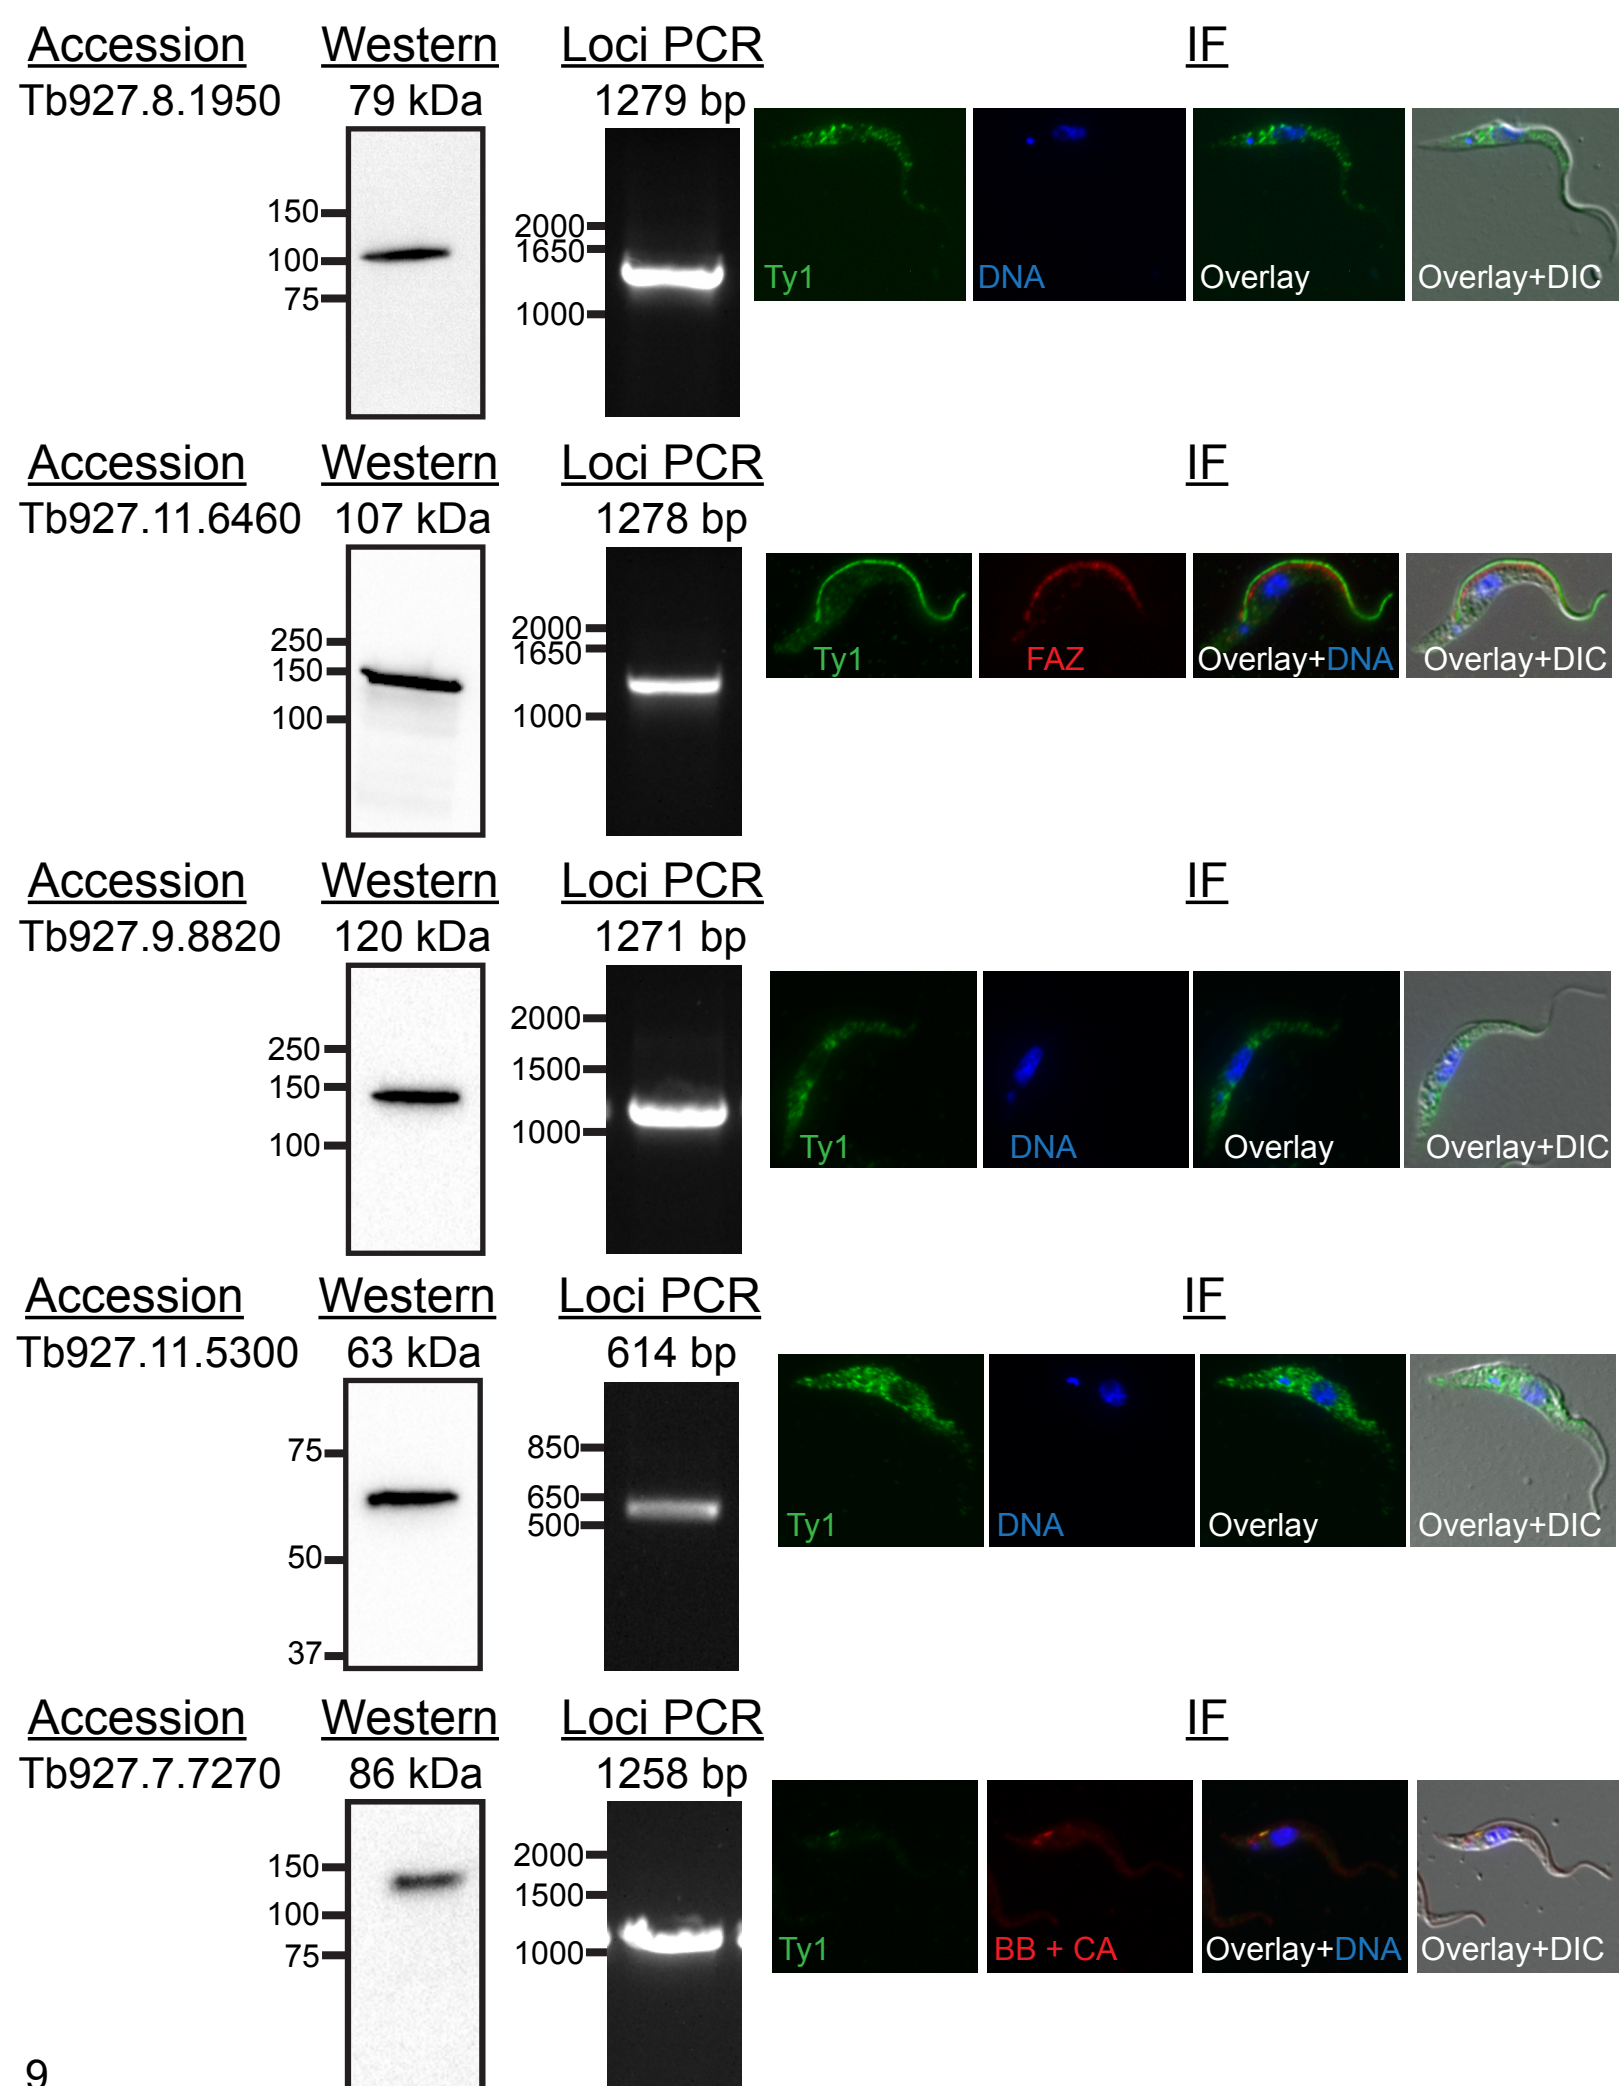 Accession Western Loci PCR IF
Tb927.8.1950 79 kDa 1279 bp
150
100
75
2000
1650
1000
Ty1 DNA Overlay Overlay+DIC
Accession Western Loci PCR IF
Tb927.11.6460 107 kDa 1278 bp
250
150
100
2000
1650
1000
Ty1 FAZ Overlay+DNA Overlay+DIC
Accession Western Loci PCR IF
Tb927.9.8820 120 kDa 1271 bp
250
150
100
2000
1500
1000
Ty1 DNA Overlay Overlay+DIC
Accession Western Loci PCR IF
Tb927.11.5300 63 kDa 614 bp
75
50
37
850
650
500
Ty1 DNA Overlay Overlay+DIC
Accession Western Loci PCR IF
Tb927.7.7270 86 kDa 1258 bp
150
100
75
2000
1500
1000
Ty1 BB + CA Overlay+DNA Overlay+DIC
9